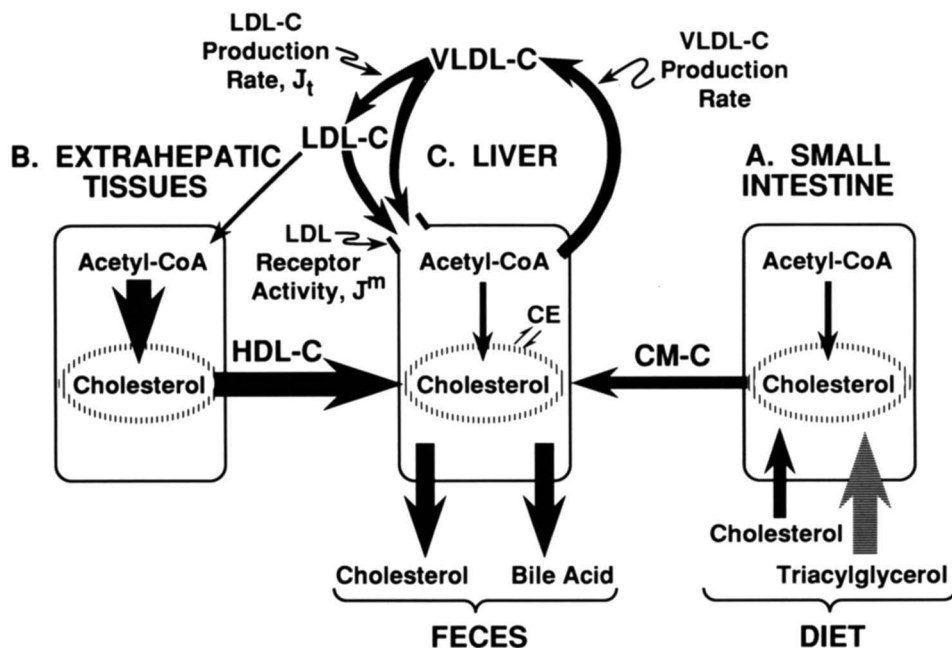 LDL-C
Production
Rate, Jt
VLDL-C
VLDL-C
Production
Rate
LDL-C
B. EXTRAHEPATIC
TISSUES
C. LIVER
A. SMALL
INTESTINE
LDL
Receptor
Activity, Jm
Acetyl-CoA
Acetyl-CoA
Acetyl-CoA
CE
HDL-C
CM-C
Cholesterol
Cholesterol
Cholesterol
Cholesterol
Triacylglycerol
Cholesterol
Bile Acid
FECES
DIET